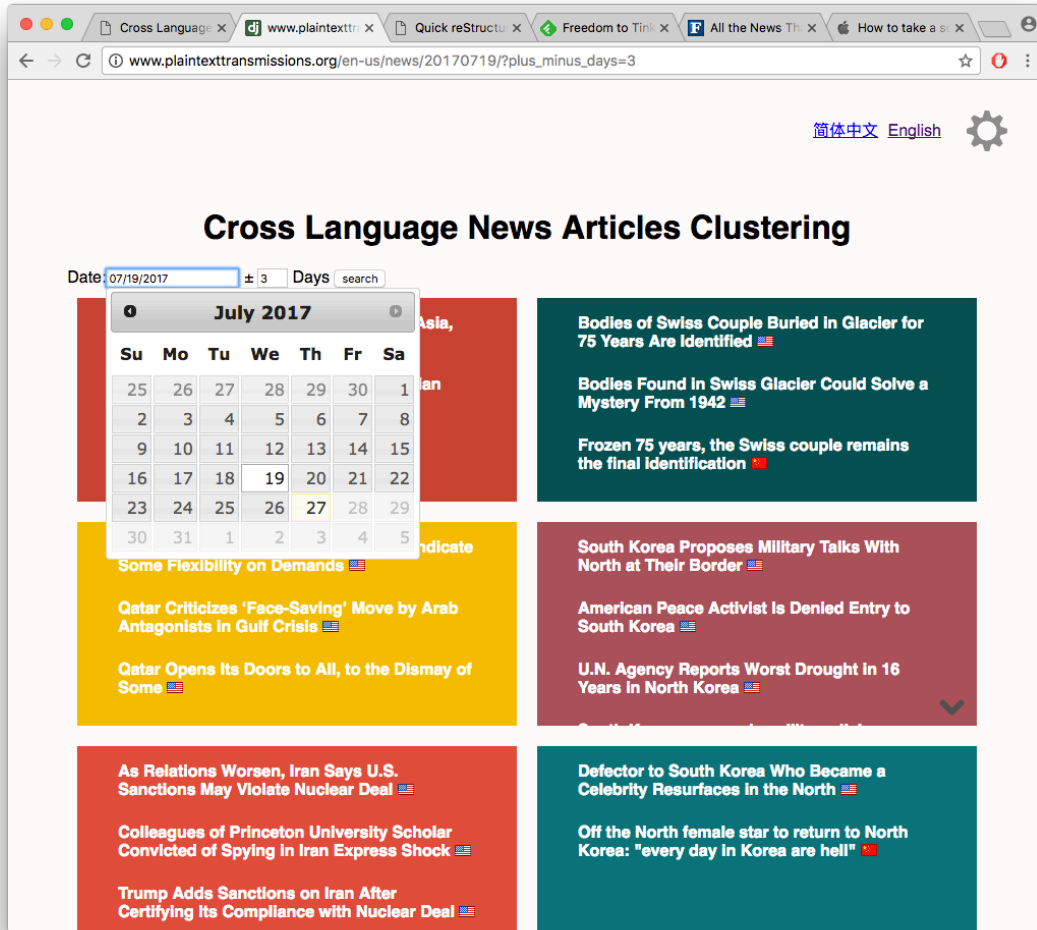 Cross Language
www.plaintexttr
Quick reStructu
Freedom to Tink
All the News Th
How to take a sc
www.plaintexttransmissions.org/en-us/news/20170719/?plus_minus_days=3
简体中文 English
Cross Language News Articles Clustering
Date: 07/19/2017 ± 3 Days search
July 2017
Su Mo Tu We Th Fr Sa
25 26 27 28 29 30 1
2 3 4 5 6 7 8
9 10 11 12 13 14 15
16 17 18 19 20 21 22
23 24 25 26 27 28 29
30 31 1 2 3 4 5
Asia,
Bodies of Swiss Couple Buried in Glacier for
75 Years Are Identified
Bodies Found in Swiss Glacier Could Solve a
Mystery From 1942
Frozen 75 years, the Swiss couple remains
the final identification
Some Flexibility on Demands
Qatar Criticizes ‘Face-Saving’ Move by Arab
Antagonists in Gulf Crisis
Qatar Opens Its Doors to All, to the Dismay of
Some
South Korea Proposes Military Talks With
North at Their Border
American Peace Activist Is Denied Entry to
South Korea
U.N. Agency Reports Worst Drought in 16
Years in North Korea
As Relations Worsen, Iran Says U.S.
Sanctions May Violate Nuclear Deal
Colleagues of Princeton University Scholar
Convicted of Spying in Iran Express Shock
Trump Adds Sanctions on Iran After
Certifying Its Compliance with Nuclear Deal
Defector to South Korea Who Became a
Celebrity Resurfaces in the North
Off the North female star to return to North
Korea: "every day in Korea are hell"